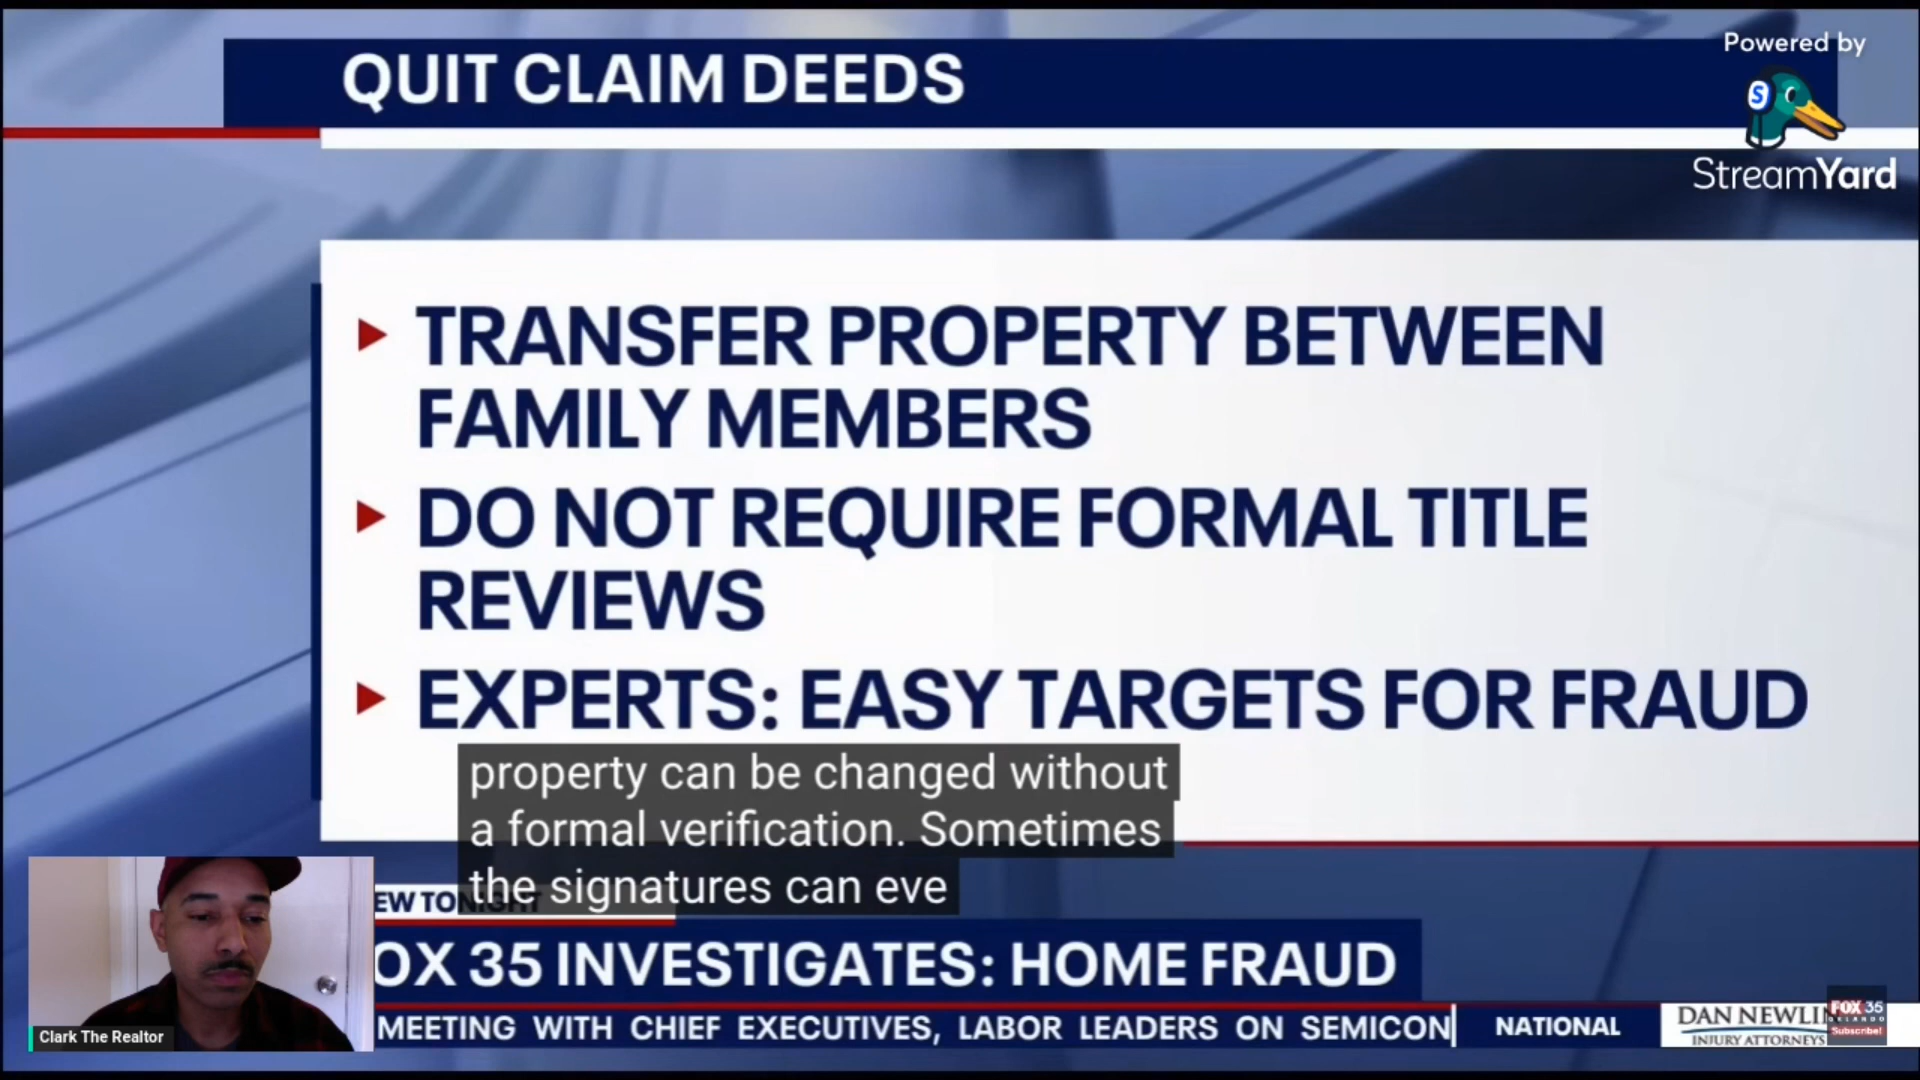 QUIT CLAIM DEEDS
Powered by
S
StreamYard
TRANSFER PROPERTY BETWEEN
FAMILY MEMBERS
DO NOT REQUIRE FORMAL TITLE
REVIEWS
EXPERTS: EASY TARGETS FOR FRAUD
property can be changed without
a formal verification. Sometimes
the signatures can eve
EW TONIGHT
OX 35 INVESTIGATES: HOME FRAUD
MEETING WITH CHIEF EXECUTIVES, LABOR LEADERS ON SEMICON
NATIONAL
DAN NEWLI
INJURY ATTORNEYS
FOX 35
ORLANDO
Subscribe!
Clark The Realtor